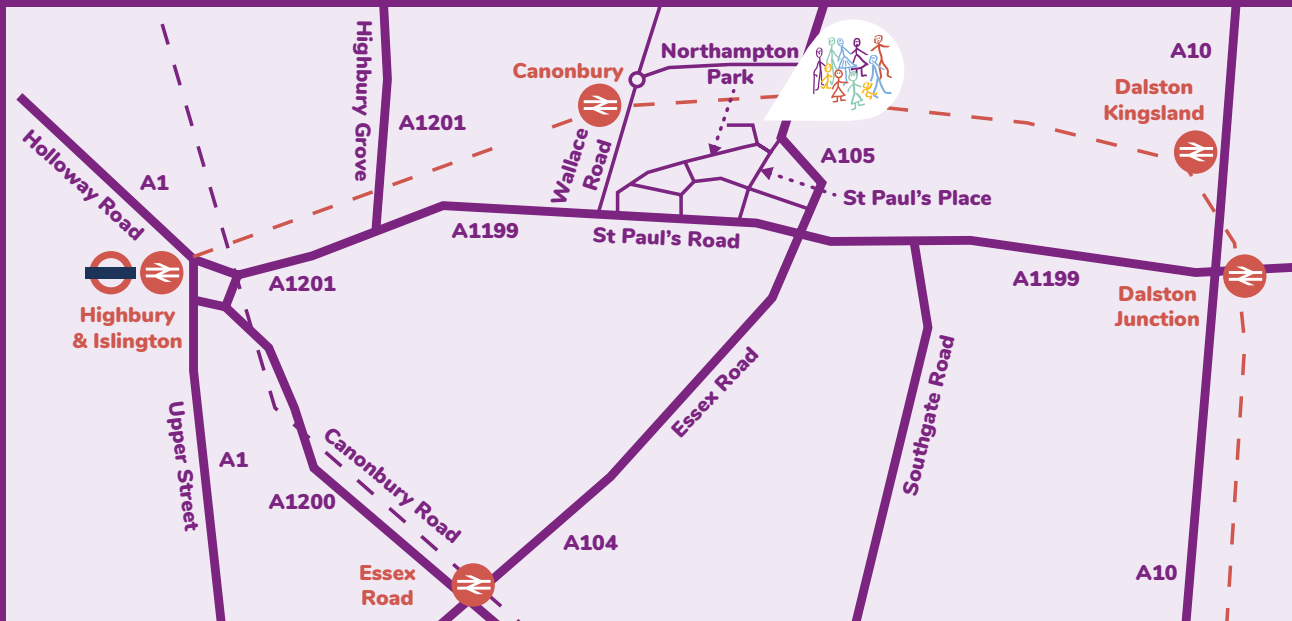 Highbury Grove
Northampton
Park
A10
Canonbury
Dalston
Kingsland
A1201
Wallace
Road
A105
Holloway Road
A1
St Paul's Place
A1199
St Paul's Road
A1201
A1199
Highbury
& Islington
Dalston
Junction
Essex Road
Southgate Road
Upper Street
A1
Canonbury Road
A1200
A104
Essex
Road
A10